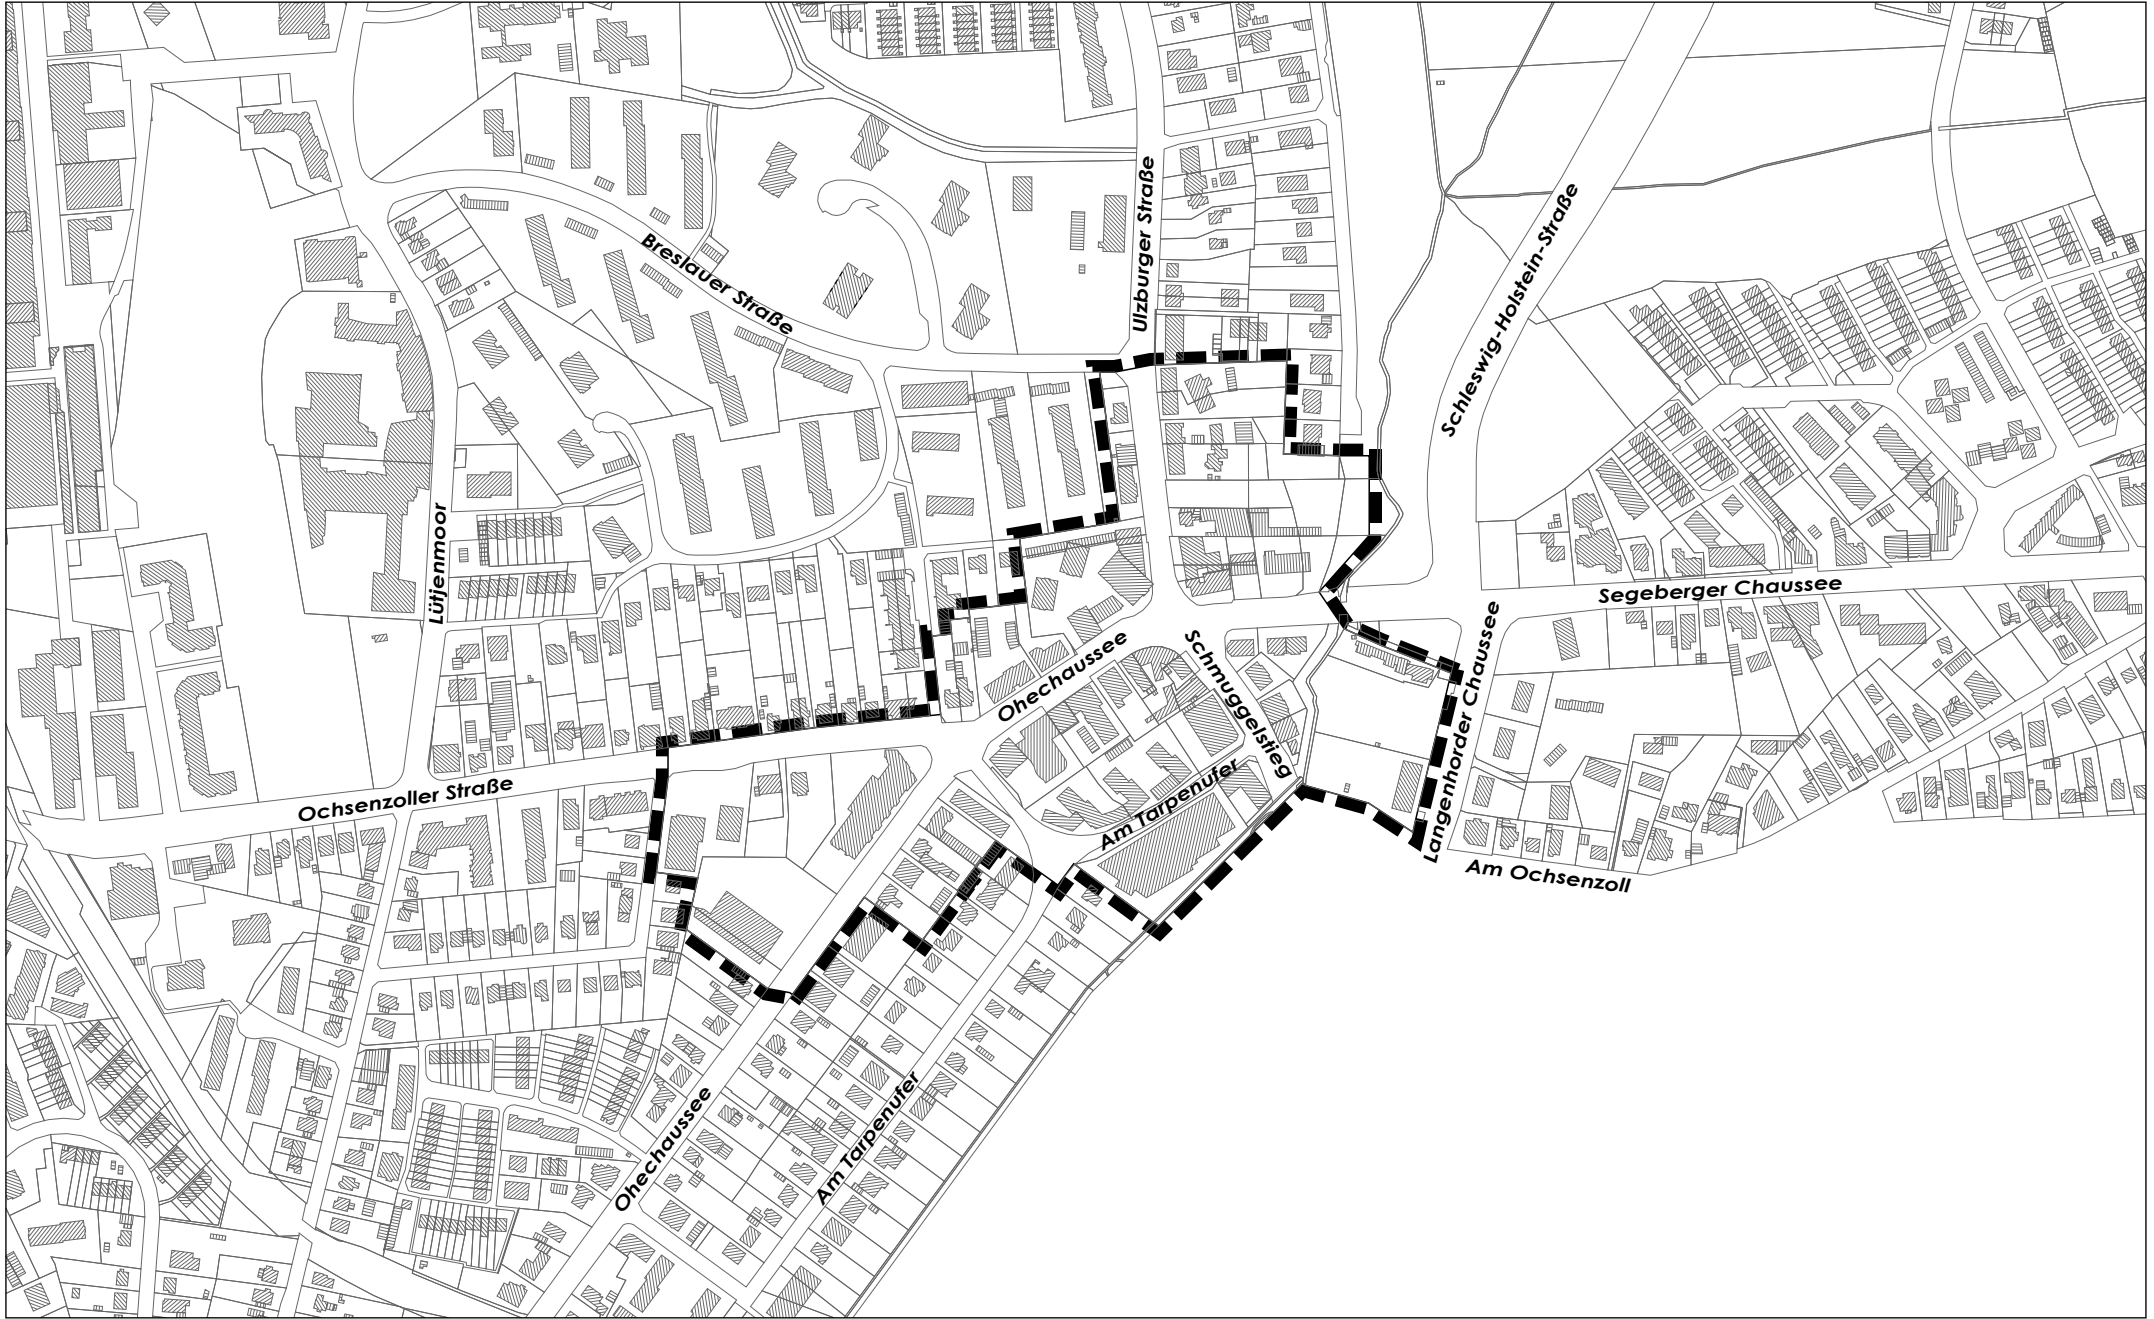 Ulzburger Straße
Schleswig-Holstein-Straße
Breslauer Straße
Lütjenmoor
Segeberger Chaussee
Schmuggelstieg
Ohechaussee
Langenhorder Chaussee
Ochsenzoller Straße
Am Tarpenufer
Am Ochsenzoll
Ohechaussee
Am Tarpenufer